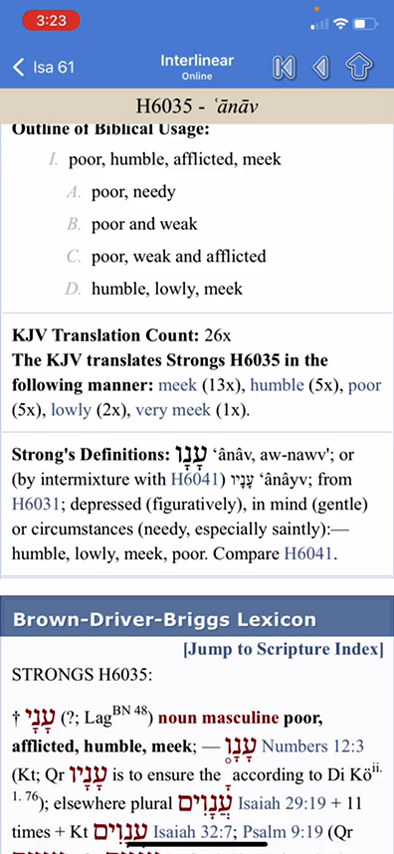 3:23
Isa 61
Interlinear
Online
H6035 - ʿānāv
Outline of Biblical Usage:
I. poor, humble, afflicted, meek
A. poor, needy
B. poor and weak
C. poor, weak and afflicted
D. humble, lowly, meek
KJV Translation Count: 26x
The KJV translates Strongs H6035 in the
following manner: meek (13x), humble (5x), poor
(5x), lowly (2x), very meek (1x).
Strong's Definitions: עָנָו ʻânâv, aw-nawv'; or
(by intermixture with H6041) עָנָיו ʻânâyv; from
H6031; depressed (figuratively), in mind (gentle)
or circumstances (needy, especially saintly):—
humble, lowly, meek, poor. Compare H6041.
Brown-Driver-Briggs Lexicon
[Jump to Scripture Index]
STRONGS H6035:
† (?; Lag BN 48) noun masculine poor,
afflicted, humble, meek; — Numbers 12:3
(Kt; Qr is to ensure the according to Di Kö ii.
1. 76); elsewhere plural עֲנָוִים Isaiah 29:19 + 11
times + Kt ענוים Isaiah 32:7; Psalm 9:19 (Qr